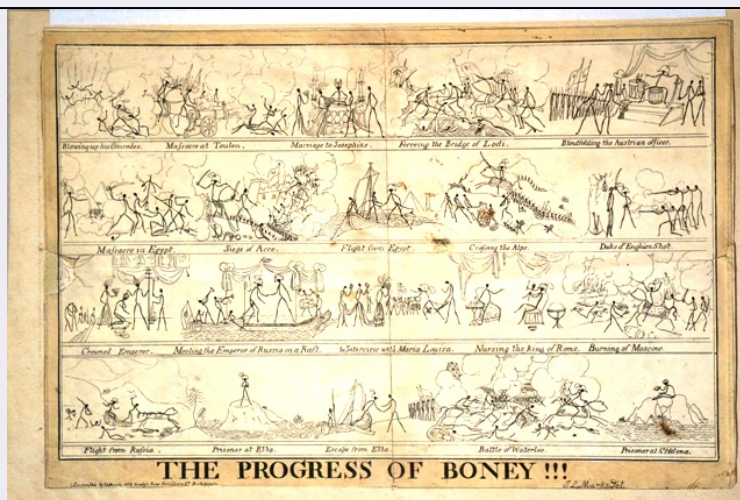 Blowing up his Comrades. Massacre at Toulon. Marriage to Josephine. Forceing the Bridge of Lodi. Blindfolding the Austrian officer.
Massacre in Egypt. Siege of Acre. Flight from Egypt. Crossing the Alps. Duke d'Enghien Shot.
Crowned Emperor. Meeting the Emperor of Russia on a Raft. Interview with Maria Louisa. Nursing the king of Rome. Burning of Moscow.
Flight from Russia. Prisoner at Elba. Escape from Elba. Battle of Waterloo. Prisoner at St Helena.
THE PROGRESS OF BONEY!!!